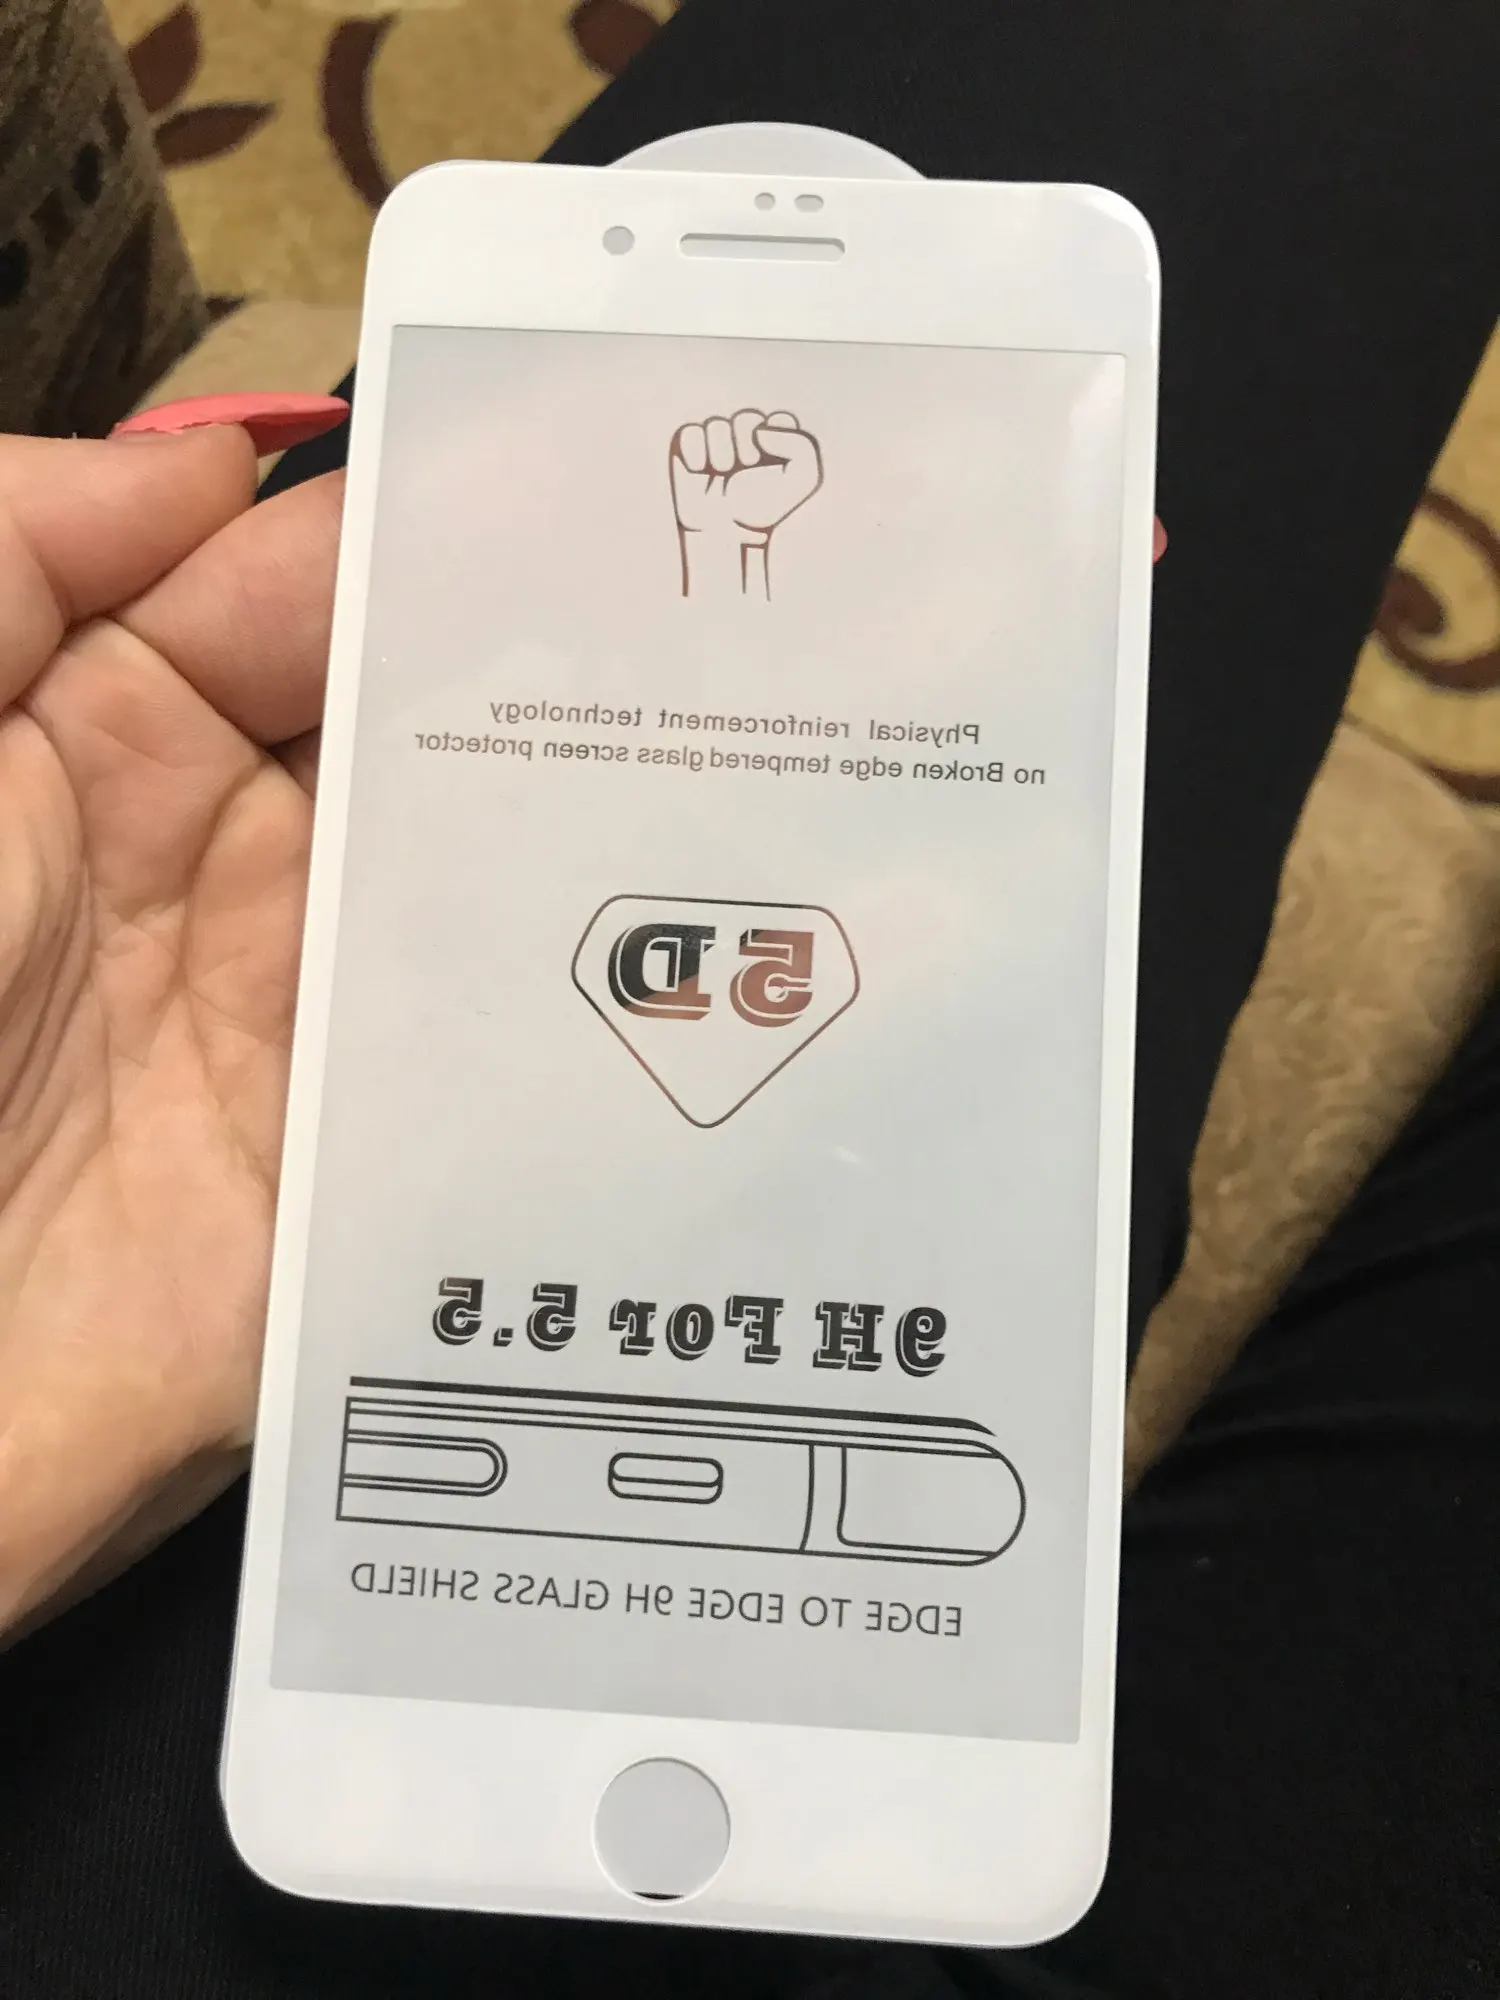 Physical reinforcement technology
no Broken edge tempered glass screen protector
5D
9H For 5.5
EDGE TO EDGE 9H GLASS SHIELD